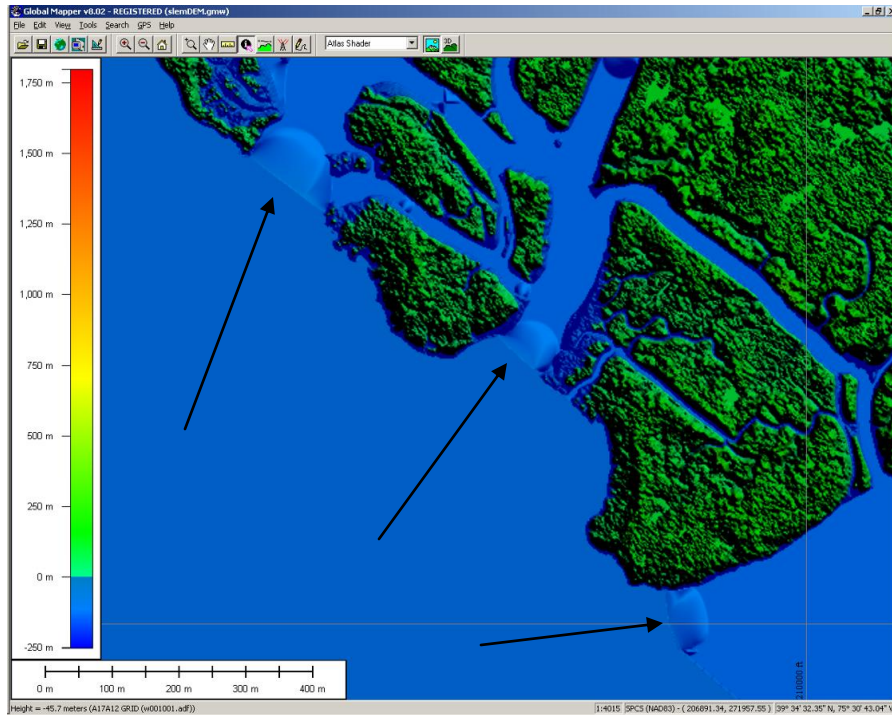 Global Mapper v8.02 - REGISTERED (slemDEM.gmw)
File Edit View Tools Search GPS Help
Atlas Shader
3D
1,750 m
1,500 m
1,250 m
1,000 m
750 m
500 m
250 m
0 m
-250 m
0 m 100 m 200 m 300 m 400 m
210000 ft
Height = -45.7 meters (A17A12 GRID (w001001.adf)) 1:4015 SPCS (NAD83) - ( 206891.34, 271957.55 ) 39° 34' 32.35" N, 75° 30' 43.04"